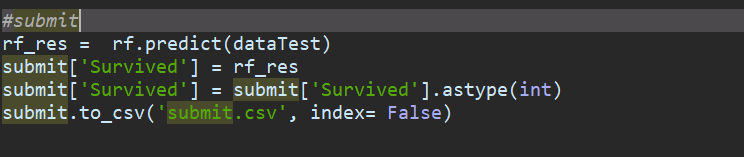 #submit
rf_res =  rf.predict(dataTest)
submit['Survived'] = rf_res
submit['Survived'] = submit['Survived'].astype(int)
submit.to_csv('submit.csv', index= False)